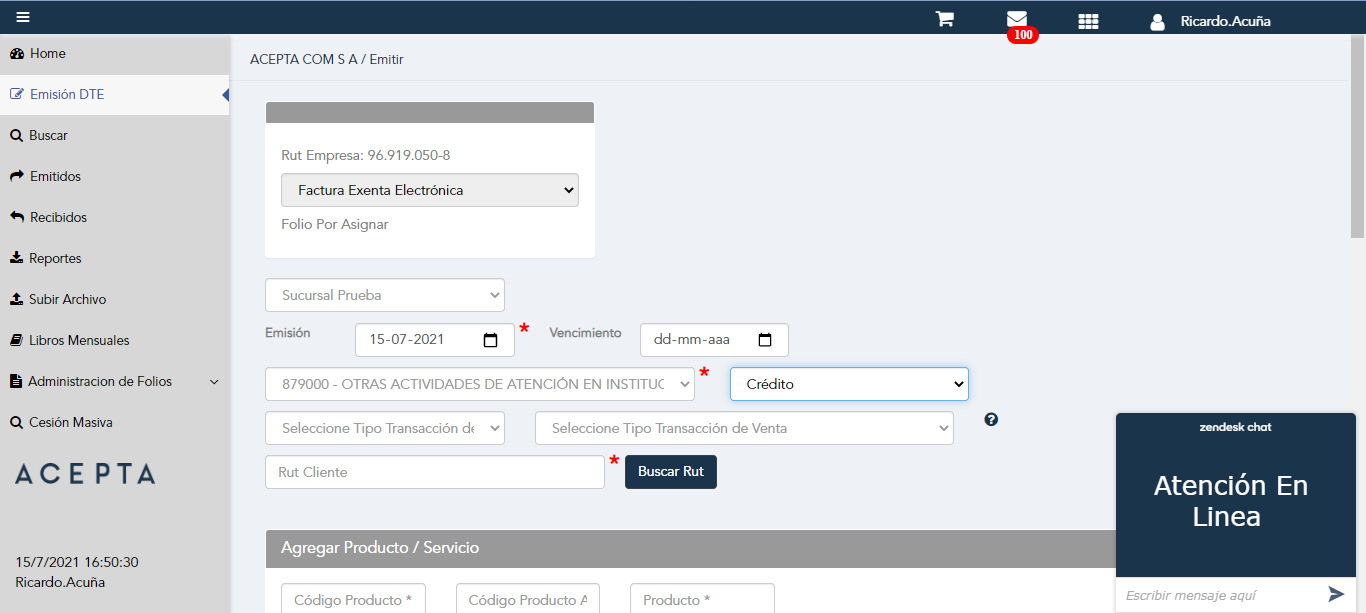 Ricardo.Acuña
100
Home
ACEPTA COM S A / Emitir
Emisión DTE
Buscar
Emitidos
Recibidos
Reportes
Subir Archivo
Libros Mensuales
Administracion de Folios
Cesión Masiva
ACEPTA
15/7/2021 16:50:30
Ricardo.Acuña
Rut Empresa: 96.919.050-8
Factura Exenta Electrónica
Folio Por Asignar
Sucursal Prueba
Emisión 15-07-2021 * Vencimiento dd-mm-aaa
879000 - OTRAS ACTIVIDADES DE ATENCIÓN EN INSTITUC * Crédito
Seleccione Tipo Transacción de Seleccione Tipo Transacción de Venta ?
Rut Cliente * Buscar Rut
Agregar Producto / Servicio
Código Producto * Código Producto A Producto *
zendesk chat
Atención En
Linea
Escribir mensaje aquí